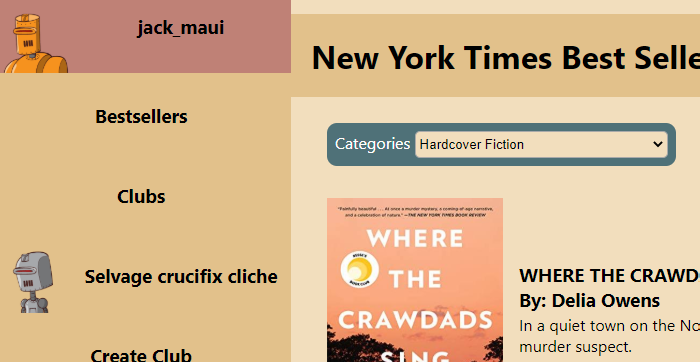 jack_maui
Bestsellers
Clubs
Selvage crucifix cliche
Create Club
New York Times Best Selle
Categories Hardcover Fiction
"Painfully beautiful . . . At once a murder mystery, a coming-of-age narrative,
and a celebration of nature." —THE NEW YORK TIMES BOOK REVIEW
WHERE
THE
CRAWDADS
SING
REESE'S
BOOK CLUB
WHERE THE CRAWD
By: Delia Owens
In a quiet town on the No
murder suspect.